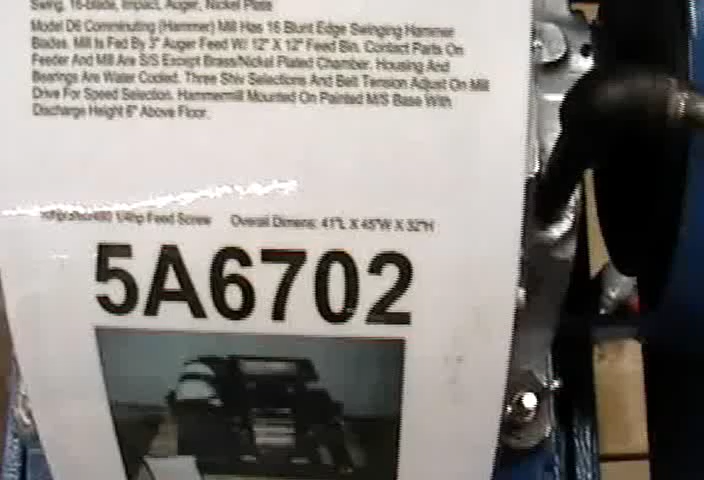 Swing, 16-blade, Impact, Auger, Nickel Plate
Model D6 Comminuting (Hammer) Mill Has 16 Blunt Edge Swinging Hammer
Blades. Mill Is Fed By 3" Auger Feed W/ 12" X 12" Feed Bin. Contact Parts On
Feeder And Mill Are S/S Except Brass/Nickel Plated Chamber. Housing And
Bearings Are Water Cooled. Three Shiv Selections And Belt Tension Adjust On Mill
Drive For Speed Selection. Hammermill Mounted On Painted M/S Base With
Discharge Height 6" Above Floor.
1/4hp Feed Screw Overall Dimens: 41"L X 45"W X 32"H
5A6702